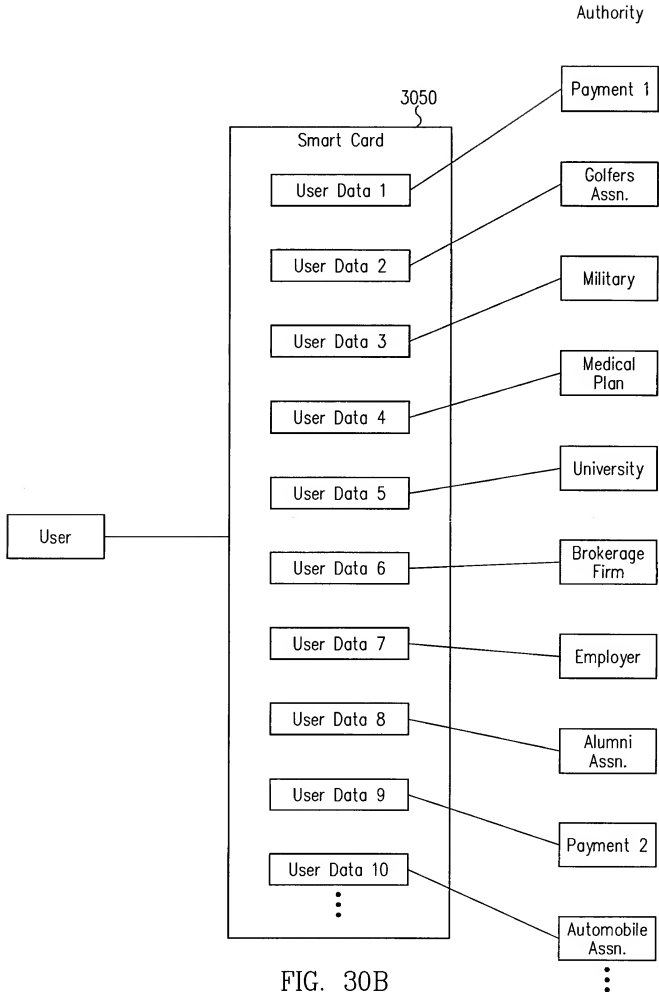 Authority
3050
Smart Card
User Data 1
User Data 2
User Data 3
User Data 4
User Data 5
User Data 6
User Data 7
User Data 8
User Data 9
User Data 10
User
Payment 1
Golfers
Assn.
Military
Medical
Plan
University
Brokerage
Firm
Employer
Alumni
Assn.
Payment 2
Automobile
Assn.
FIG. 30B